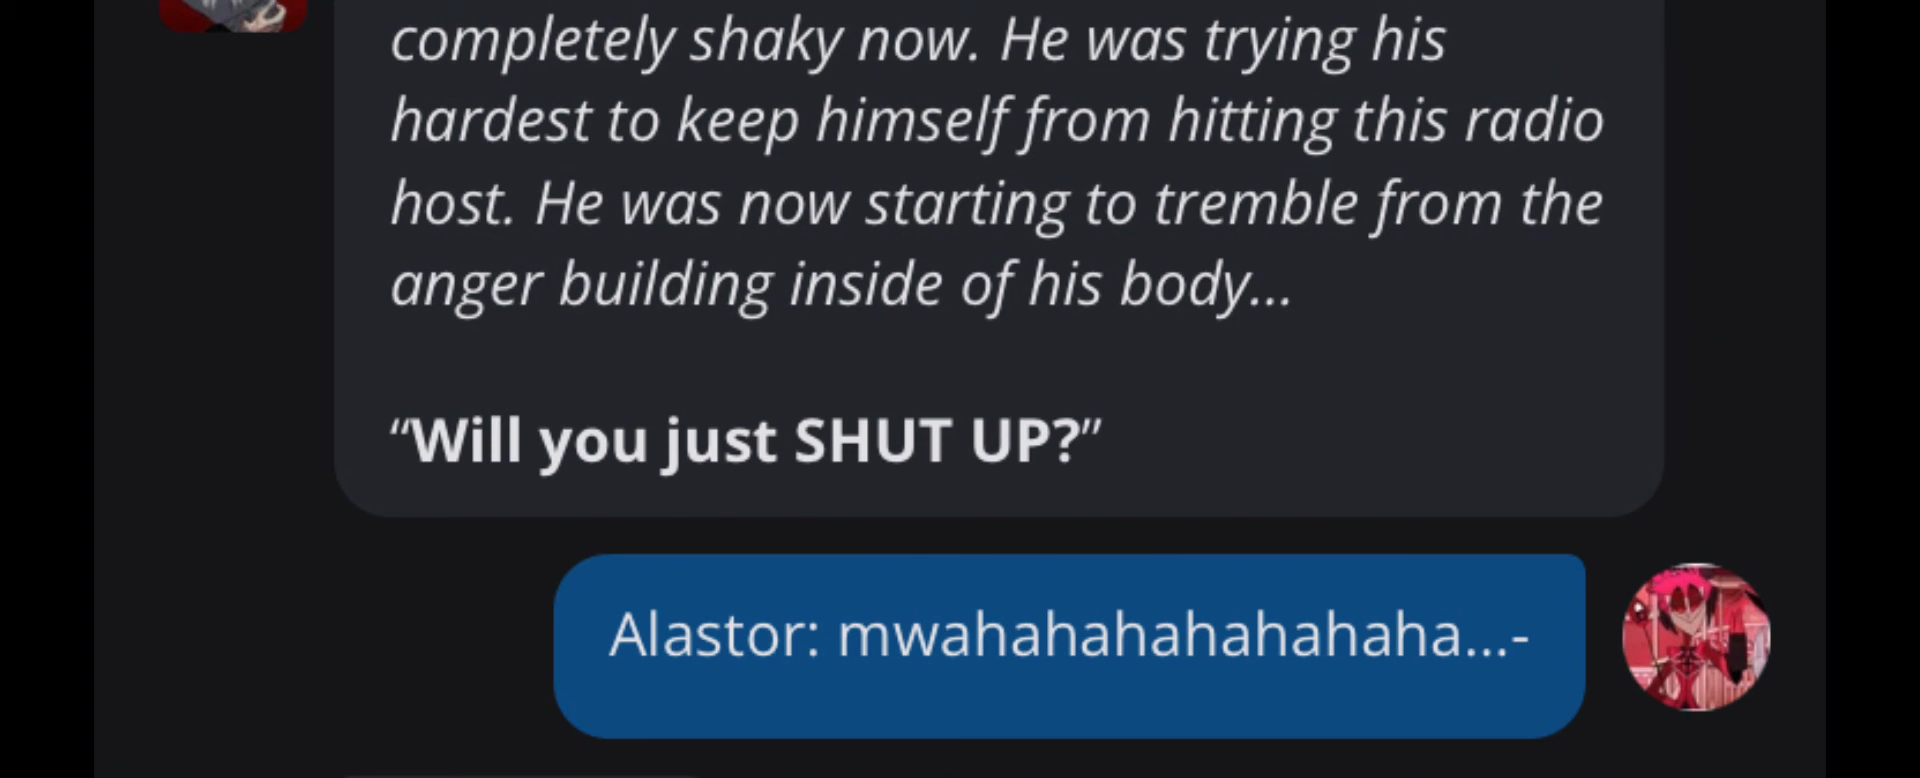 completely shaky now. He was trying his
hardest to keep himself from hitting this radio
host. He was now starting to tremble from the
anger building inside of his body...
“Will you just SHUT UP?”
Alastor: mwahahahahahahaha...-